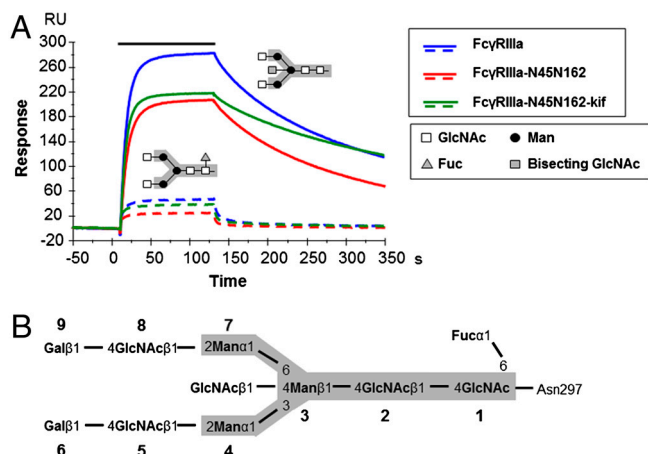 A
RU
300
260
220
180
140
100
60
20
-20
Response
-50 0 50 100 150 200 250 300 350 s
Time
FcγRIIIa
FcγRIIIa-N45N162
FcγRIIIa-N45N162-kif
GlcNAc Man
Fuc Bisecting GlcNAc
B
9 8 7
Galβ1 4GlcNAcβ1 2Manα1
Fucα1
6 6
GlcNAcβ1 4Manβ1 4GlcNAcβ1 4GlcNAc Asn297
3
3 2 1
Galβ1 4GlcNAcβ1 2Manα1
6 5 4